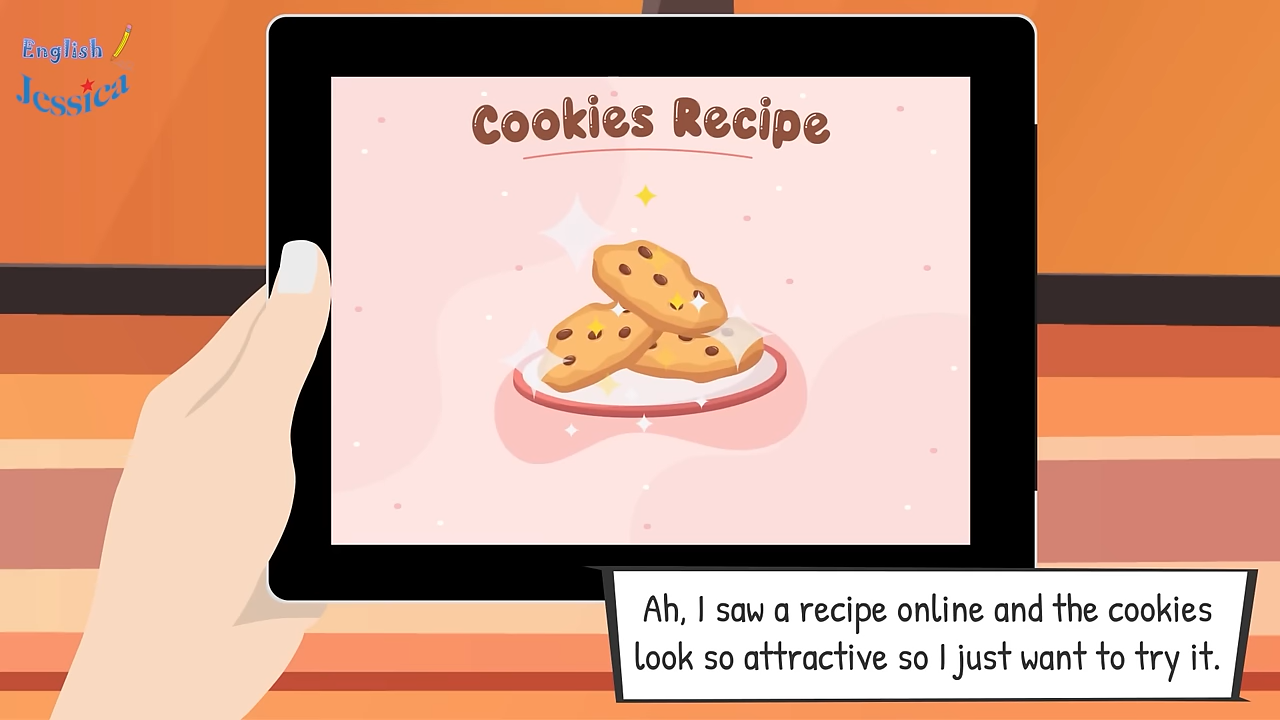 English
Jessica
Cookies Recipe
Ah, I saw a recipe online and the cookies
look so attractive so I just want to try it.